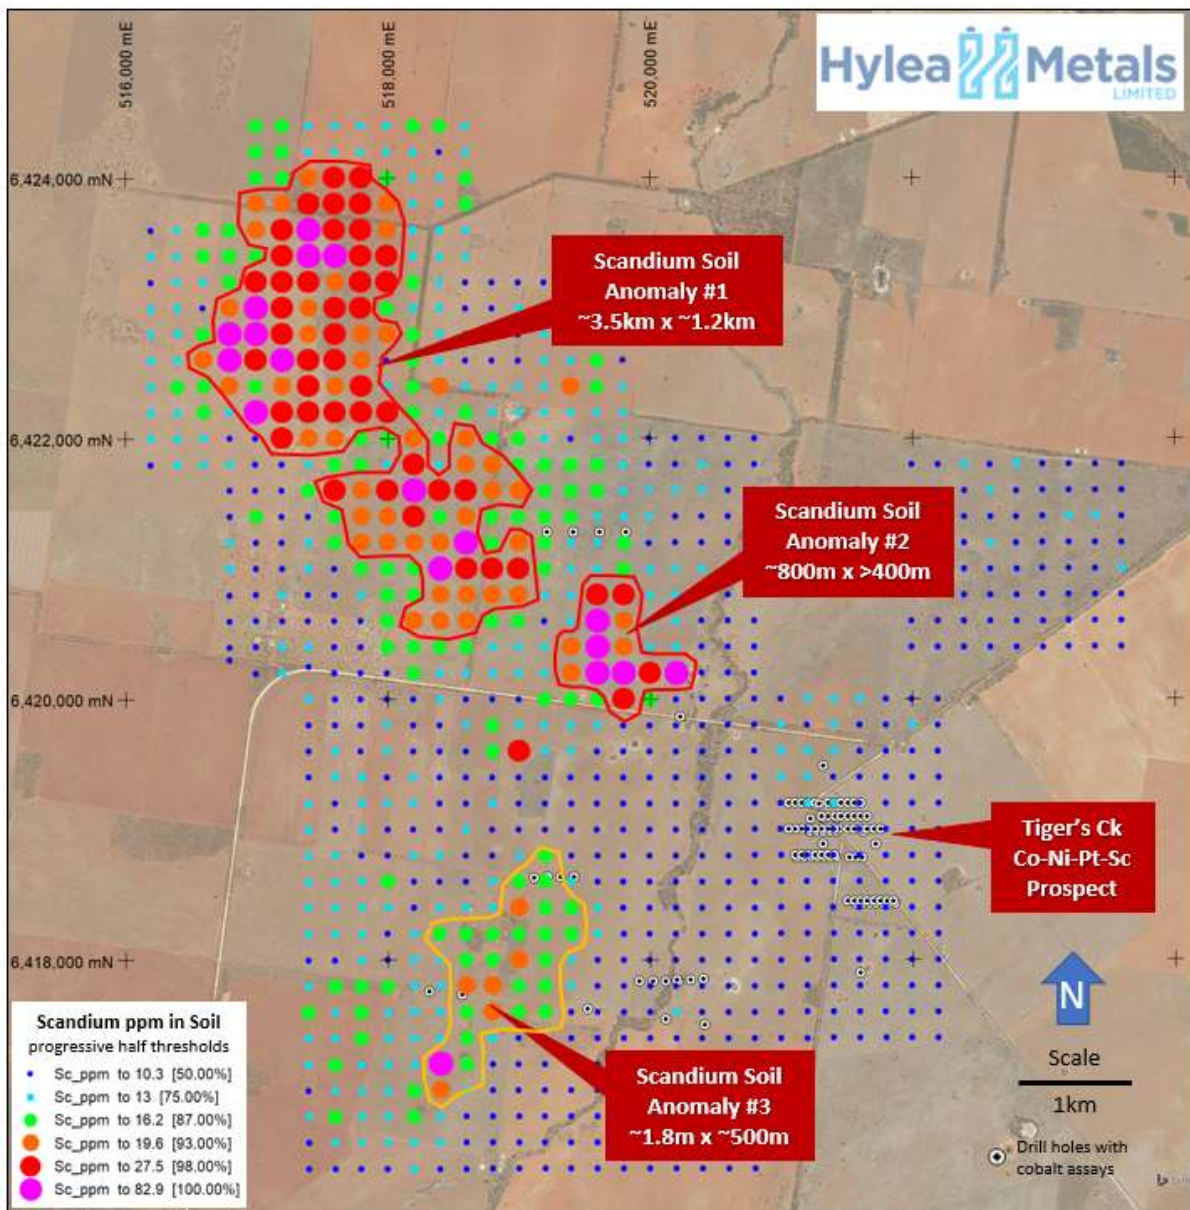 516,000 mE
518,000 mE
520,000 mE
Hylea Metals
LIMITED
6,424,000 mN
Scandium Soil
Anomaly #1
~3.5km x ~1.2km
6,422,000 mN
Scandium Soil
Anomaly #2
~800m x >400m
6,420,000 mN
Tiger's Ck
Co-Ni-Pt-Sc
Prospect
6,418,000 mN
N
Scandium ppm in Soil
progressive half thresholds
Sc_ppm to 10.3 [50.00%]
Sc_ppm to 13 [75.00%]
Sc_ppm to 16.2 [87.00%]
Sc_ppm to 19.6 [93.00%]
Sc_ppm to 27.5 [98.00%]
Sc_ppm to 82.9 [100.00%]
Scandium Soil
Anomaly #3
~1.8m x ~500m
Scale
1km
Drill holes with
cobalt assays